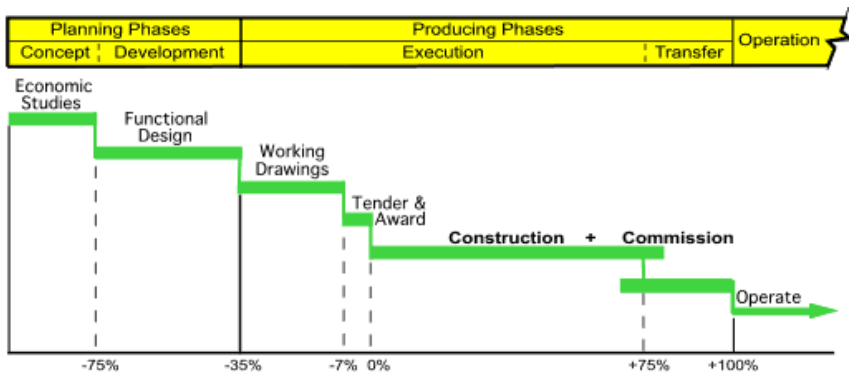 Planning Phases
Producing Phases
Operation
Concept
Development
Execution
Transfer
Economic
Studies
Functional
Design
Working
Drawings
Tender &
Award
Construction + Commission
Operate
-75%
-35%
-7%
0%
+75%
+100%